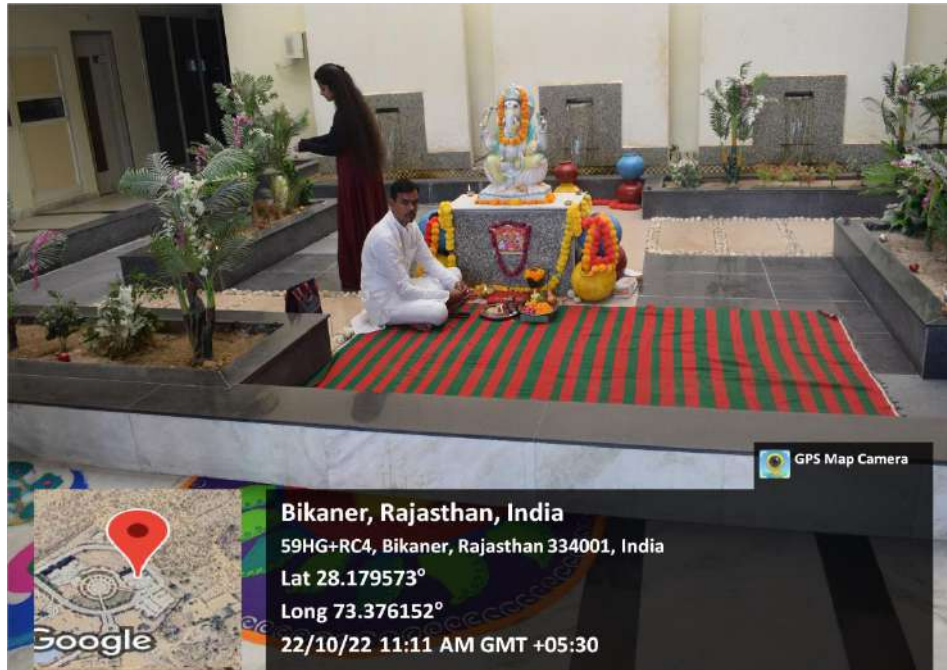 GPS Map Camera
Bikaner, Rajasthan, India
59HG+RC4, Bikaner, Rajasthan 334001, India
Lat 28.179573°
Long 73.376152°
22/10/22 11:11 AM GMT +05:30
Google